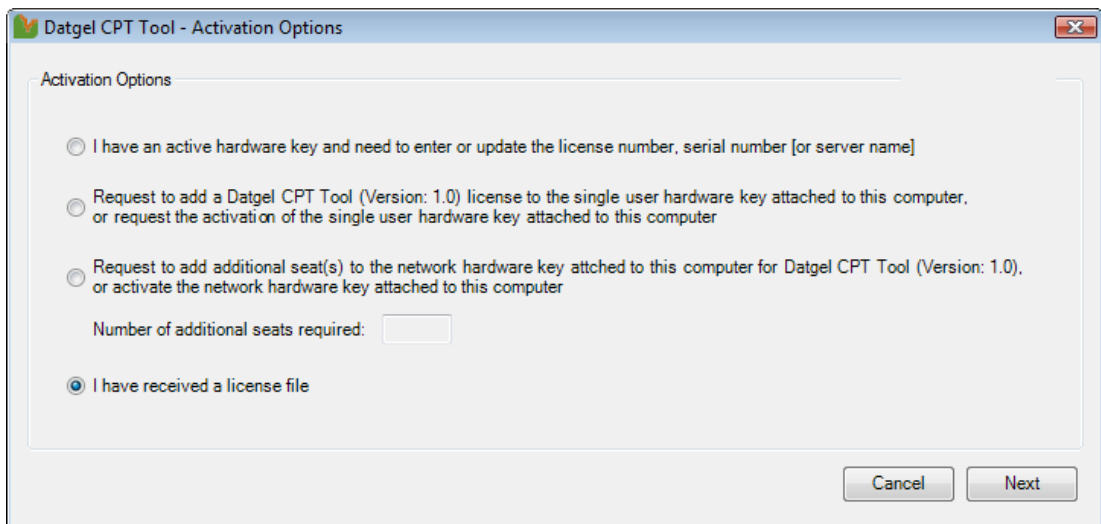 Datgel CPT Tool - Activation Options
Activation Options
I have an active hardware key and need to enter or update the license number, serial number [or server name]
Request to add a Datgel CPT Tool (Version: 1.0) license to the single user hardware key attached to this computer,
or request the activation of the single user hardware key attached to this computer
Request to add additional seat(s) to the network hardware key attched to this computer for Datgel CPT Tool (Version: 1.0),
or activate the network hardware key attached to this computer
Number of additional seats required:
I have received a license file
Cancel Next